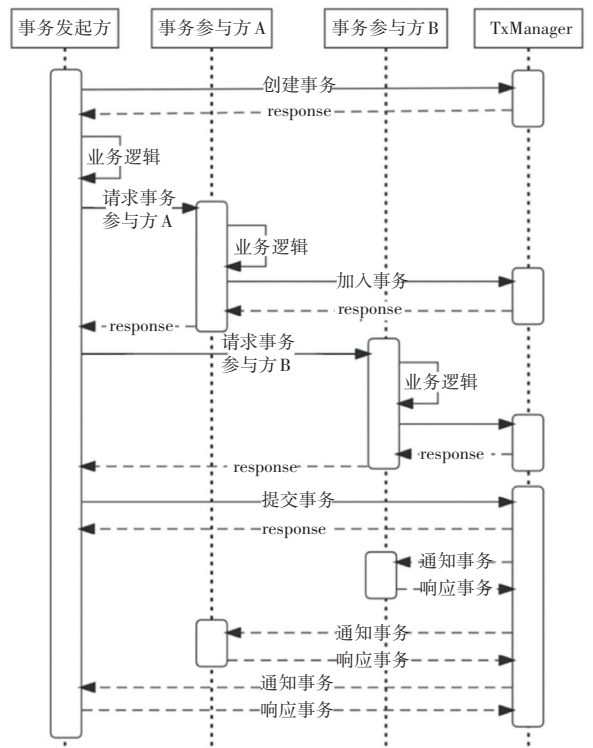 事务发起方
事务参与方A
事务参与方B
TxManager
创建事务
response
业务逻辑
请求事务
参与方A
业务逻辑
加入事务
response
response
请求事务
参与方B
业务逻辑
response
response
提交事务
response
通知事务
响应事务
通知事务
响应事务
通知事务
响应事务